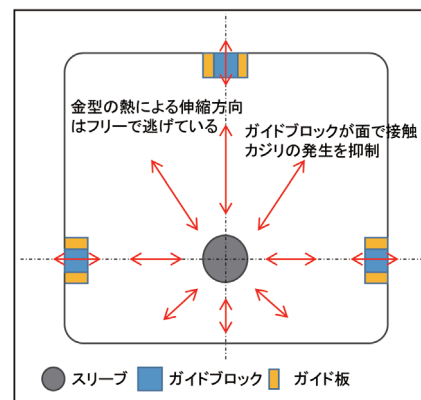 金型の熱による伸縮方向
はフリーで逃げている
ガイドブロックが面で接触
カジリの発生を抑制
スリーブ
ガイドブロック
ガイド板